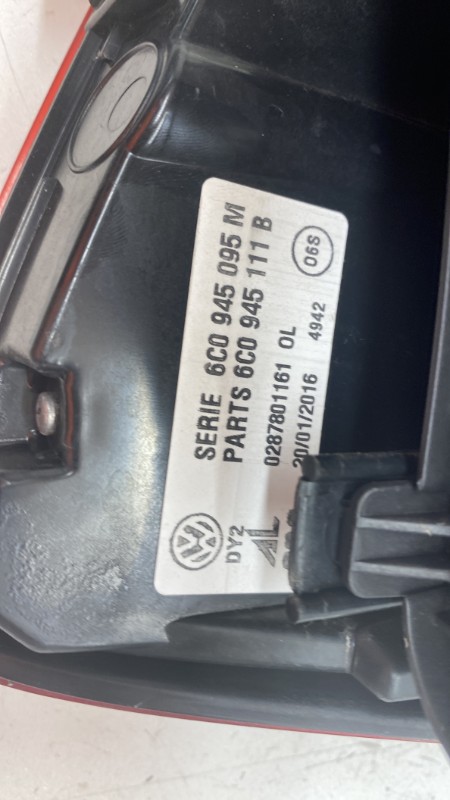 SERIE 6C0 945 095 M
PARTS 6C0 945 111 B
0287801161 OL
20/01/2016 4942
06S
DY2
AL